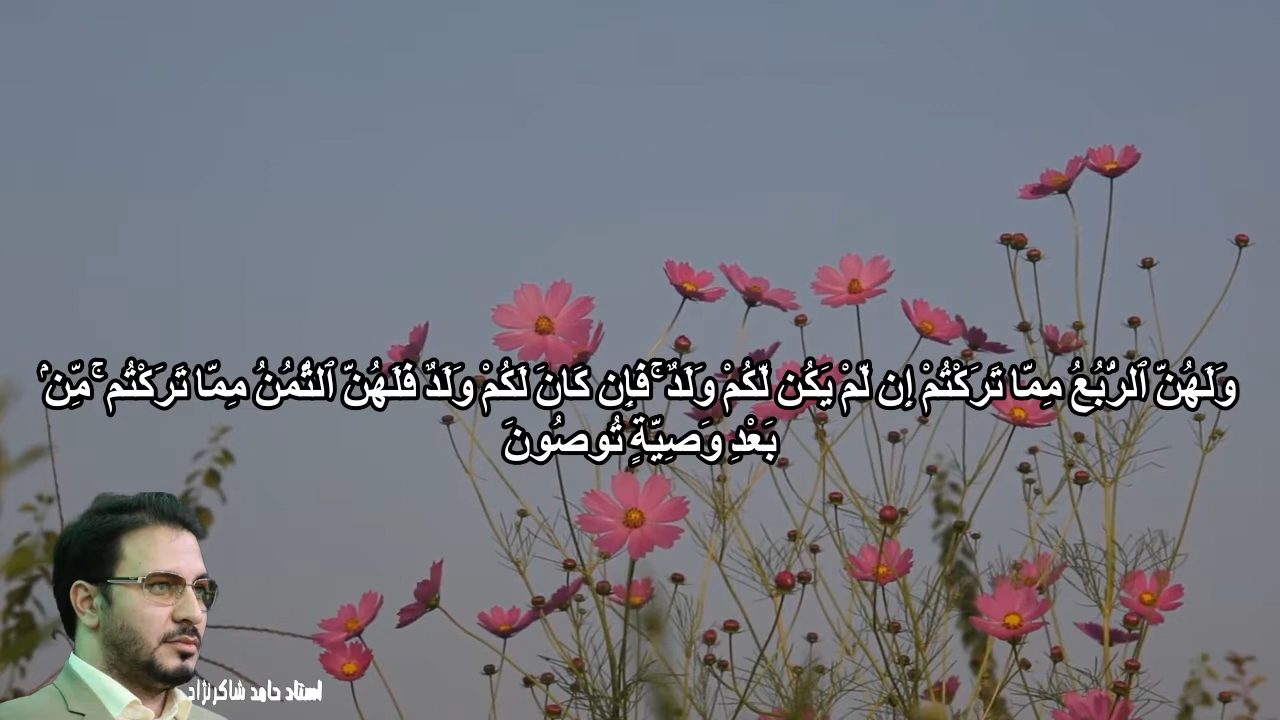 وَلَهُنَّ ٱلرُّبُعُ مِمَّا تَرَكْتُمْ إِن لَّمْ يَكُن لَّكُمْ وَلَدٌ ۚ فَإِن كَانَ لَكُمْ وَلَدٌ فَلَهُنَّ ٱلثُّمُنُ مِمَّا تَرَكْتُم ۚ مِّنۢ
بَعْدِ وَصِيَّةٍ تُوصُونَ
استاد حامد شاکرنژاد